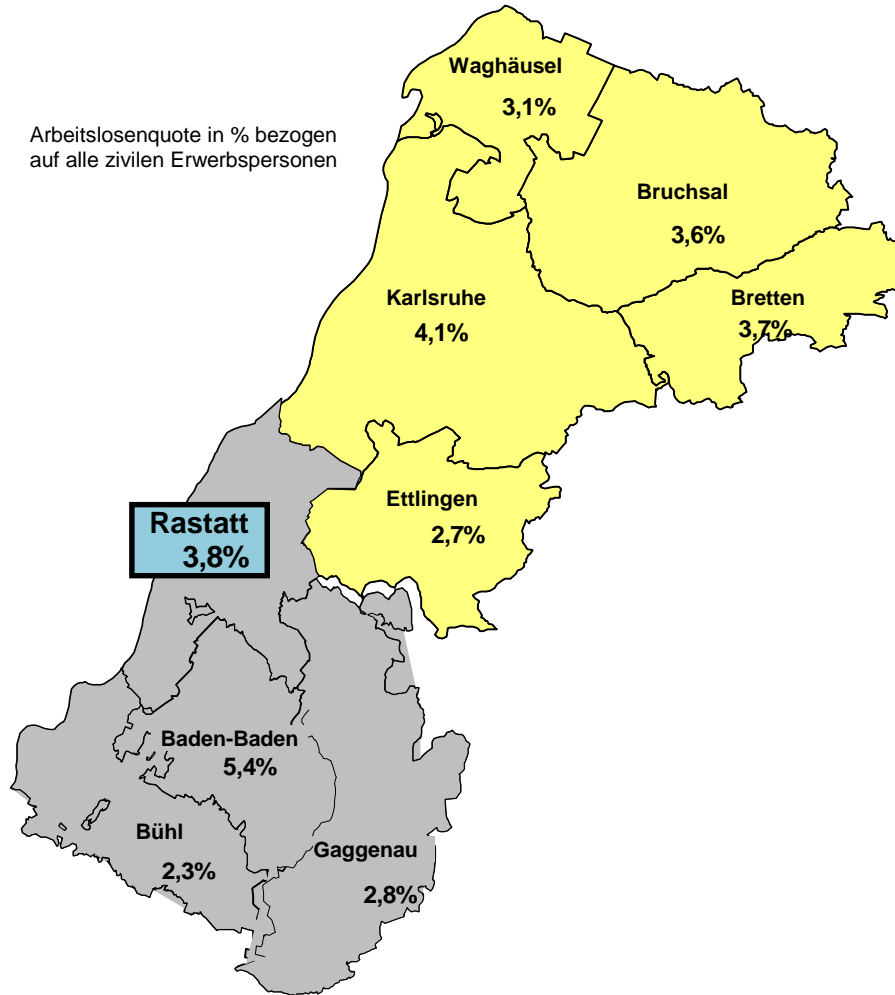 Waghäusel
3,1%
Arbeitslosenquote in % bezogen
auf alle zivilen Erwerbspersonen
Bruchsal
3,6%
Karlsruhe
4,1%
Bretten
3,7%
Ettlingen
2,7%
Rastatt
3,8%
Baden-Baden
5,4%
Bühl
2,3%
Gaggenau
2,8%